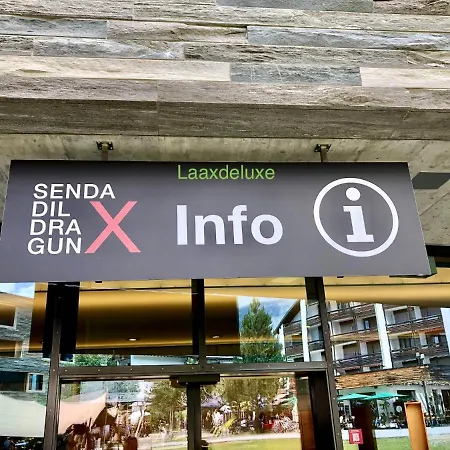 Laaxdeluxe
SENDA
DIL
DRA
GUN X
Info
i